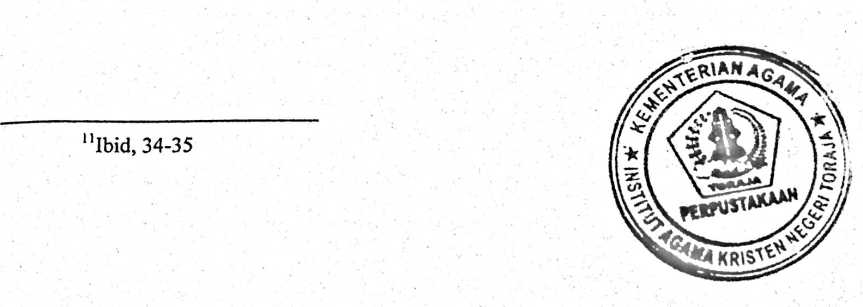 ¹¹Ibid, 34-35
KEMENTERIAN AGAMA
TORAJA
PERPUSTAKAAN
INSTITUT AGAMA KRISTEN NEGERI TORAJA